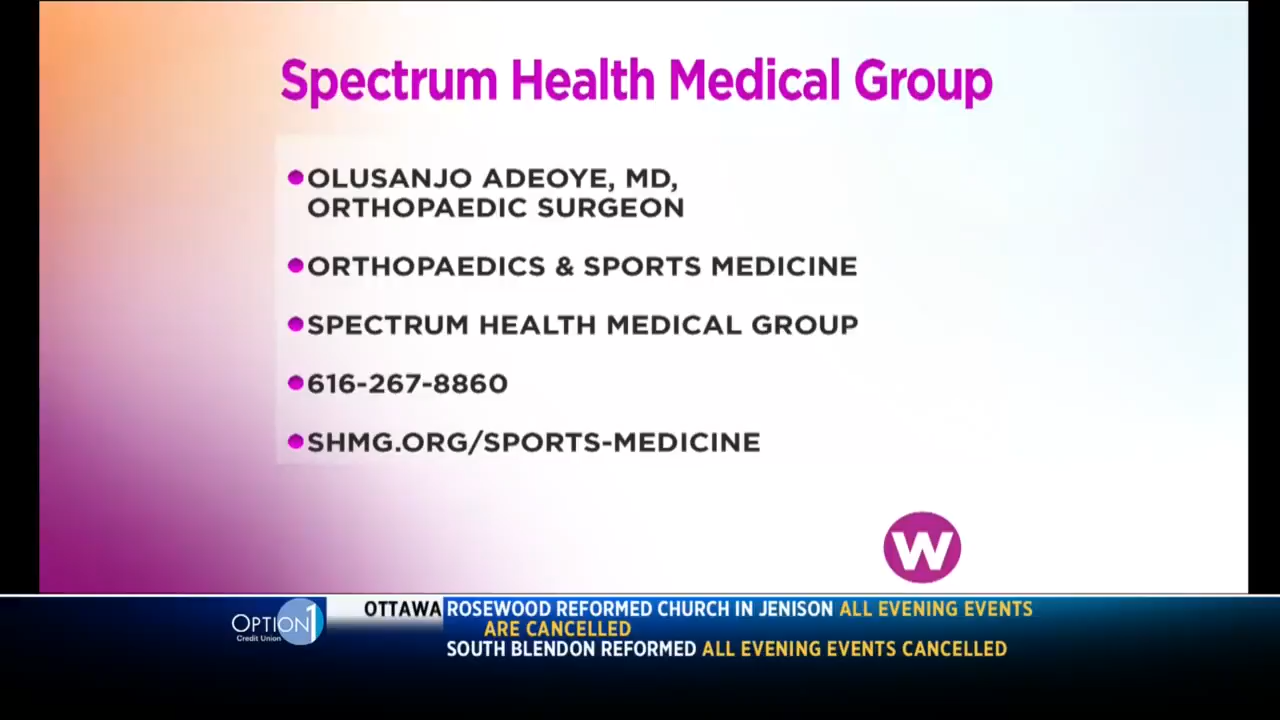 Spectrum Health Medical Group
OLUSANJO ADEOYE, MD,
ORTHOPAEDIC SURGEON
ORTHOPAEDICS & SPORTS MEDICINE
SPECTRUM HEALTH MEDICAL GROUP
616-267-8860
SHMG.ORG/SPORTS-MEDICINE
W
OPTION1
Credit Union
OTTAWA ROSEWOOD REFORMED CHURCH IN JENISON ALL EVENING EVENTS
ARE CANCELLED
SOUTH BLENDON REFORMED ALL EVENING EVENTS CANCELLED